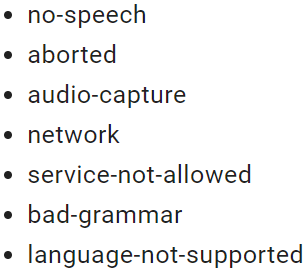 no-speech
aborted
audio-capture
network
service-not-allowed
bad-grammar
language-not-supported